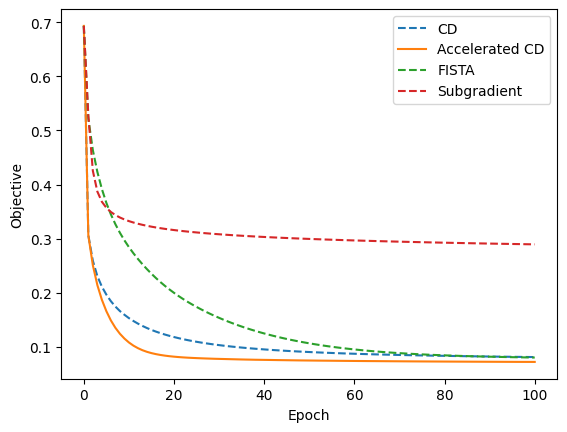 0.7
0.6
0.5
0.4
0.3
0.2
0.1
Objective
CD
Accelerated CD
FISTA
Subgradient
0 20 40 60 80 100
Epoch